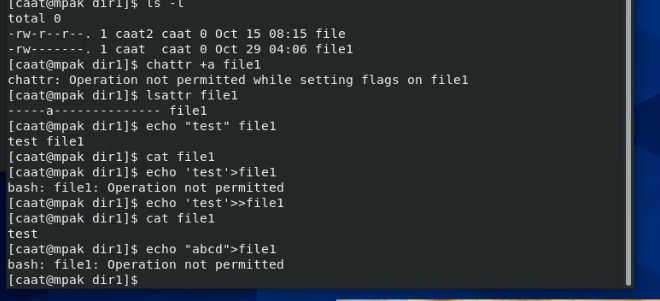 [caat@mpak dir1]$ ls -l
total 0
-rw-r--r--. 1 caat2 caat 0 Oct 15 08:15 file
-rw-------. 1 caat  caat 0 Oct 29 04:06 file1
[caat@mpak dir1]$ chattr +a file1
chattr: Operation not permitted while setting flags on file1
[caat@mpak dir1]$ lsattr file1
-----a-------------- file1
[caat@mpak dir1]$ echo "test" file1
test file1
[caat@mpak dir1]$ cat file1
[caat@mpak dir1]$ echo 'test'>file1
bash: file1: Operation not permitted
[caat@mpak dir1]$ echo 'test'>>file1
[caat@mpak dir1]$ cat file1
test
[caat@mpak dir1]$ echo "abcd">file1
bash: file1: Operation not permitted
[caat@mpak dir1]$